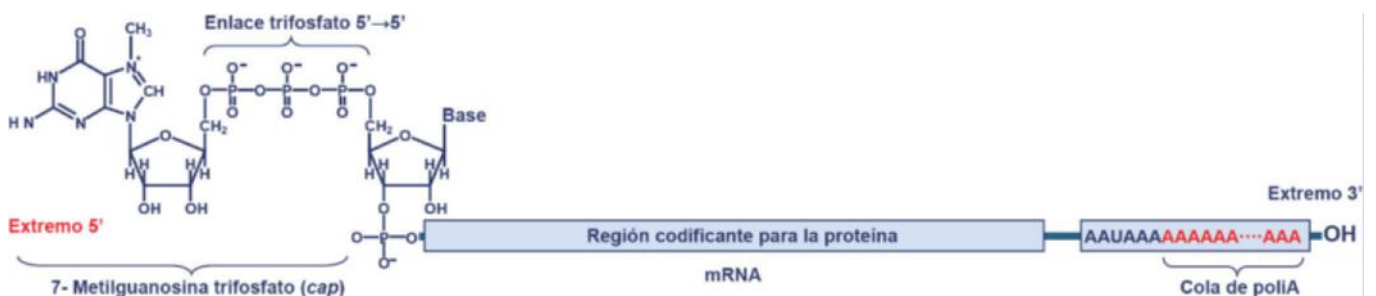 Enlace trifosfato 5'→5'
O
CH₃
O⁻ O⁻ O⁻
HN
N⁺
O–P–O–P–O–P–O
CH
O O O
H N
N
N
CH₂
CH₂
Base
O
O
H H H H
H H H H
OH OH
O OH
Extremo 3'
Extremo 5'
O–P–O
Región codificante para la proteína
AAUAAAAAAAAA····AAA
OH
O⁻
7- Metilguanosina trifosfato (cap)
mRNA
Cola de poliA